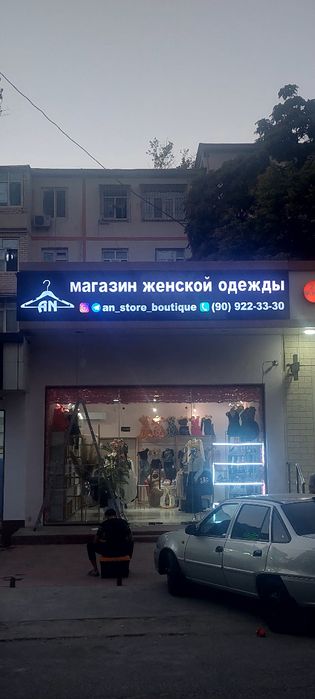 AN
магазин женской одежды
an_store_boutique (90) 922-33-30